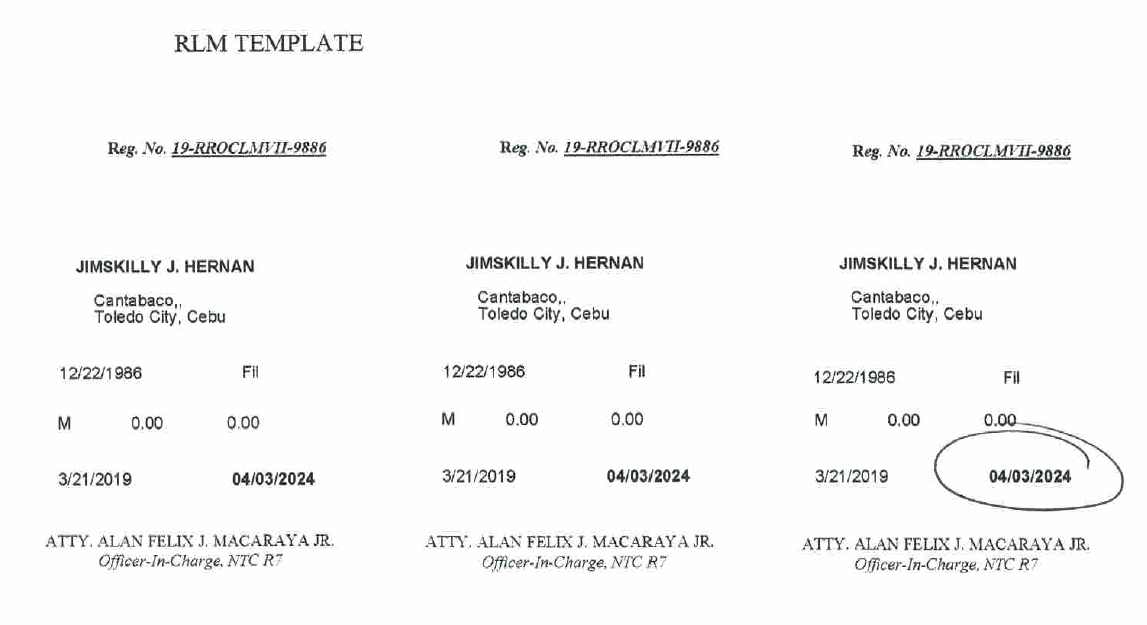 RLM TEMPLATE
Reg. No. 19-RROCLMVII-9886
JIMSKILLY J. HERNAN
Cantabaco,,
Toledo City, Cebu
12/22/1986 Fil
M 0.00 0.00
3/21/2019 04/03/2024
ATTY. ALAN FELIX J. MACARAYA JR.
Officer-In-Charge, NTC R7
Reg. No. 19-RROCLMVII-9886
JIMSKILLY J. HERNAN
Cantabaco,,
Toledo City, Cebu
12/22/1986 Fil
M 0.00 0.00
3/21/2019 04/03/2024
ATTY. ALAN FELIX J. MACARAYA JR.
Officer-In-Charge, NTC R7
Reg. No. 19-RROCLMVII-9886
JIMSKILLY J. HERNAN
Cantabaco,,
Toledo City, Cebu
12/22/1986 Fil
M 0.00 0.00
3/21/2019 04/03/2024
ATTY. ALAN FELIX J. MACARAYA JR.
Officer-In-Charge, NTC R7